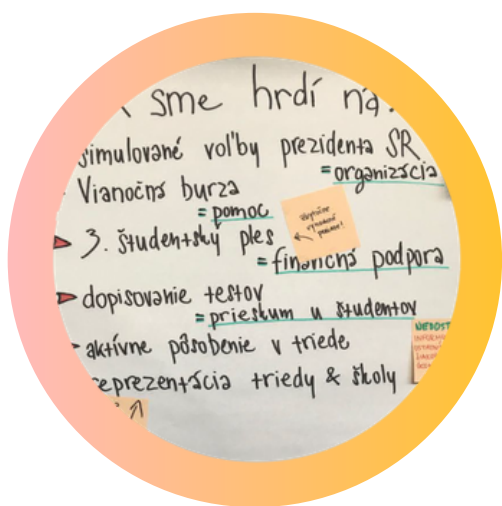 sme hrdí na
simulované voľby prezidenta SR
= organizácia
Vianočná burza
= pomoc
3. študentský ples
= finančná podpora
dopisovanie testov
= prieskum u študentov
NEDOST
aktívne pôsobenie v triede
reprezentácia triedy & školy